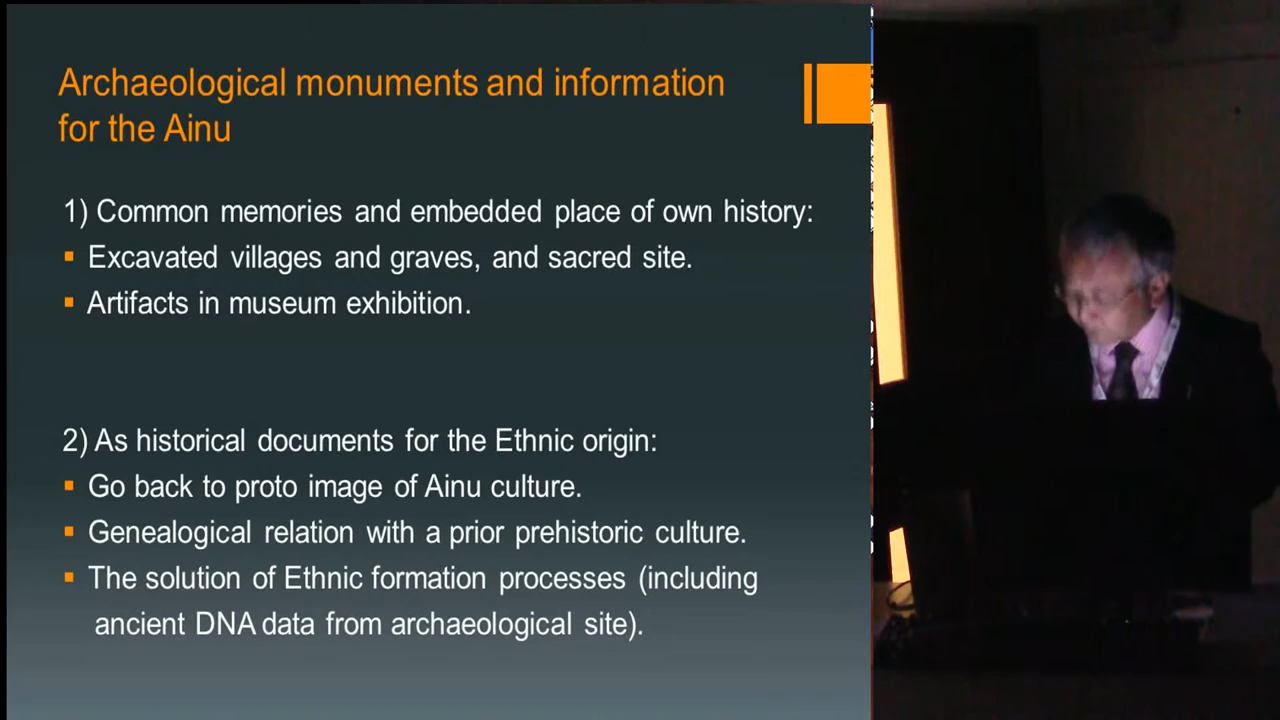 Archaeological monuments and information
for the Ainu
1) Common memories and embedded place of own history:
▪ Excavated villages and graves, and sacred site.
▪ Artifacts in museum exhibition.
2) As historical documents for the Ethnic origin:
▪ Go back to proto image of Ainu culture.
▪ Genealogical relation with a prior prehistoric culture.
▪ The solution of Ethnic formation processes (including
ancient DNA data from archaeological site).